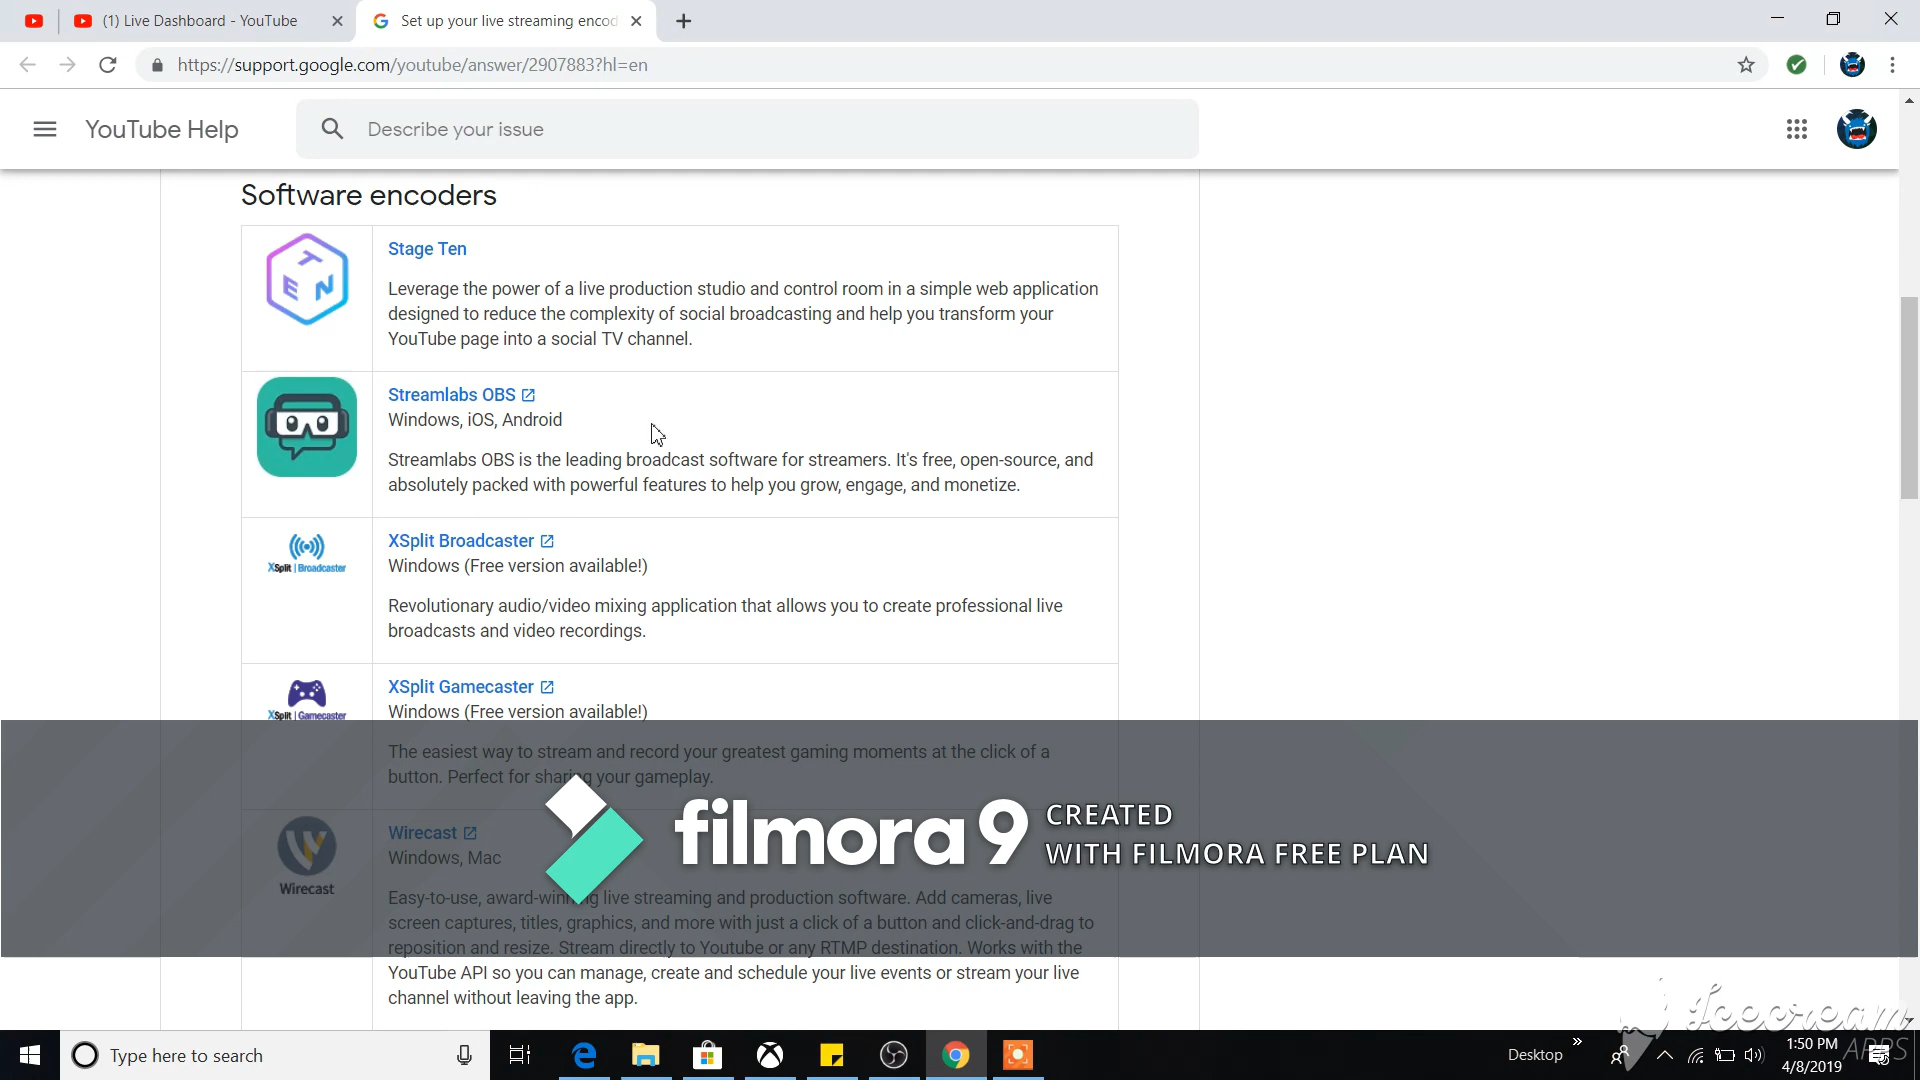 (1) Live Dashboard - YouTube
Set up your live streaming encod
https://support.google.com/youtube/answer/2907883?hl=en
YouTube Help
Describe your issue
Software encoders
TEN
Stage Ten
Leverage the power of a live production studio and control room in a simple web application
designed to reduce the complexity of social broadcasting and help you transform your
YouTube page into a social TV channel.
Streamlabs OBS
Windows, iOS, Android
Streamlabs OBS is the leading broadcast software for streamers. It's free, open-source, and
absolutely packed with powerful features to help you grow, engage, and monetize.
XSplit | Broadcaster
XSplit Broadcaster
Windows (Free version available!)
Revolutionary audio/video mixing application that allows you to create professional live
broadcasts and video recordings.
XSplit | Gamecaster
XSplit Gamecaster
Windows (Free version available!)
The easiest way to stream and record your greatest gaming moments at the click of a
button. Perfect for sharing your gameplay.
filmora9
CREATED
WITH FILMORA FREE PLAN
Wirecast
Wirecast
Windows, Mac
Easy-to-use, award-winning live streaming and production software. Add cameras, live
screen captures, titles, graphics, and more with just a click of a button and click-and-drag to
reposition and resize. Stream directly to Youtube or any RTMP destination. Works with the
YouTube API so you can manage, create and schedule your live events or stream your live
channel without leaving the app.
Icecream
APPS
Type here to search
Desktop
1:50 PM
4/8/2019